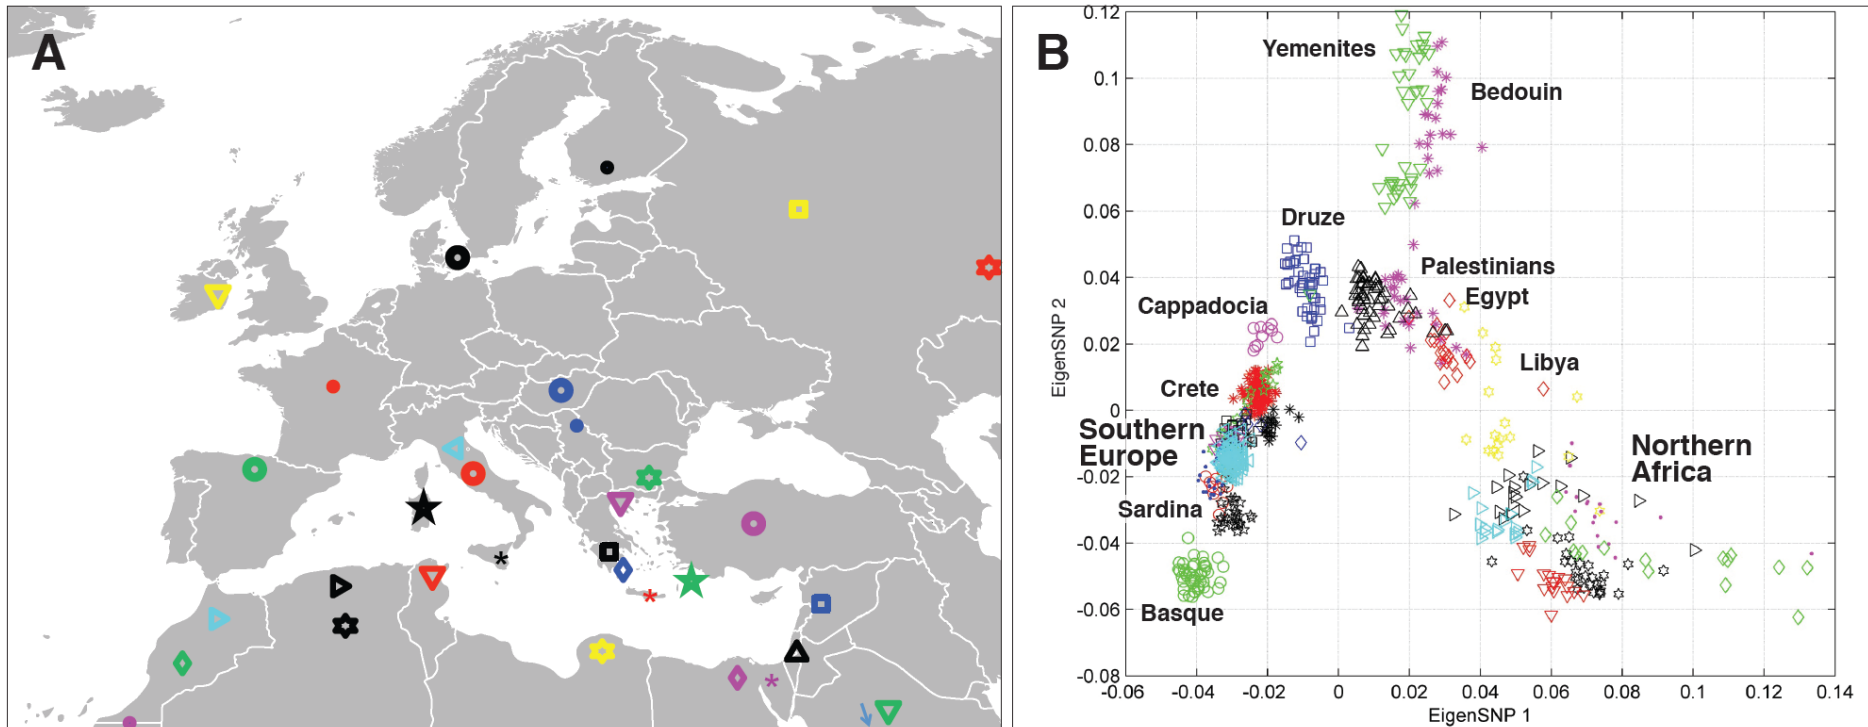 A
B
0.12
0.1
0.08
0.06
0.04
0.02
0
-0.02
-0.04
-0.06
-0.08
EigenSNP 2
Yemenites
Bedouin
Druze
Palestinians
Egypt
Cappadocia
Libya
Crete
Southern
Europe
Northern
Africa
Sardina
Basque
-0.06 -0.04 -0.02 0 0.02 0.04 0.06 0.08 0.1 0.12 0.14
EigenSNP 1